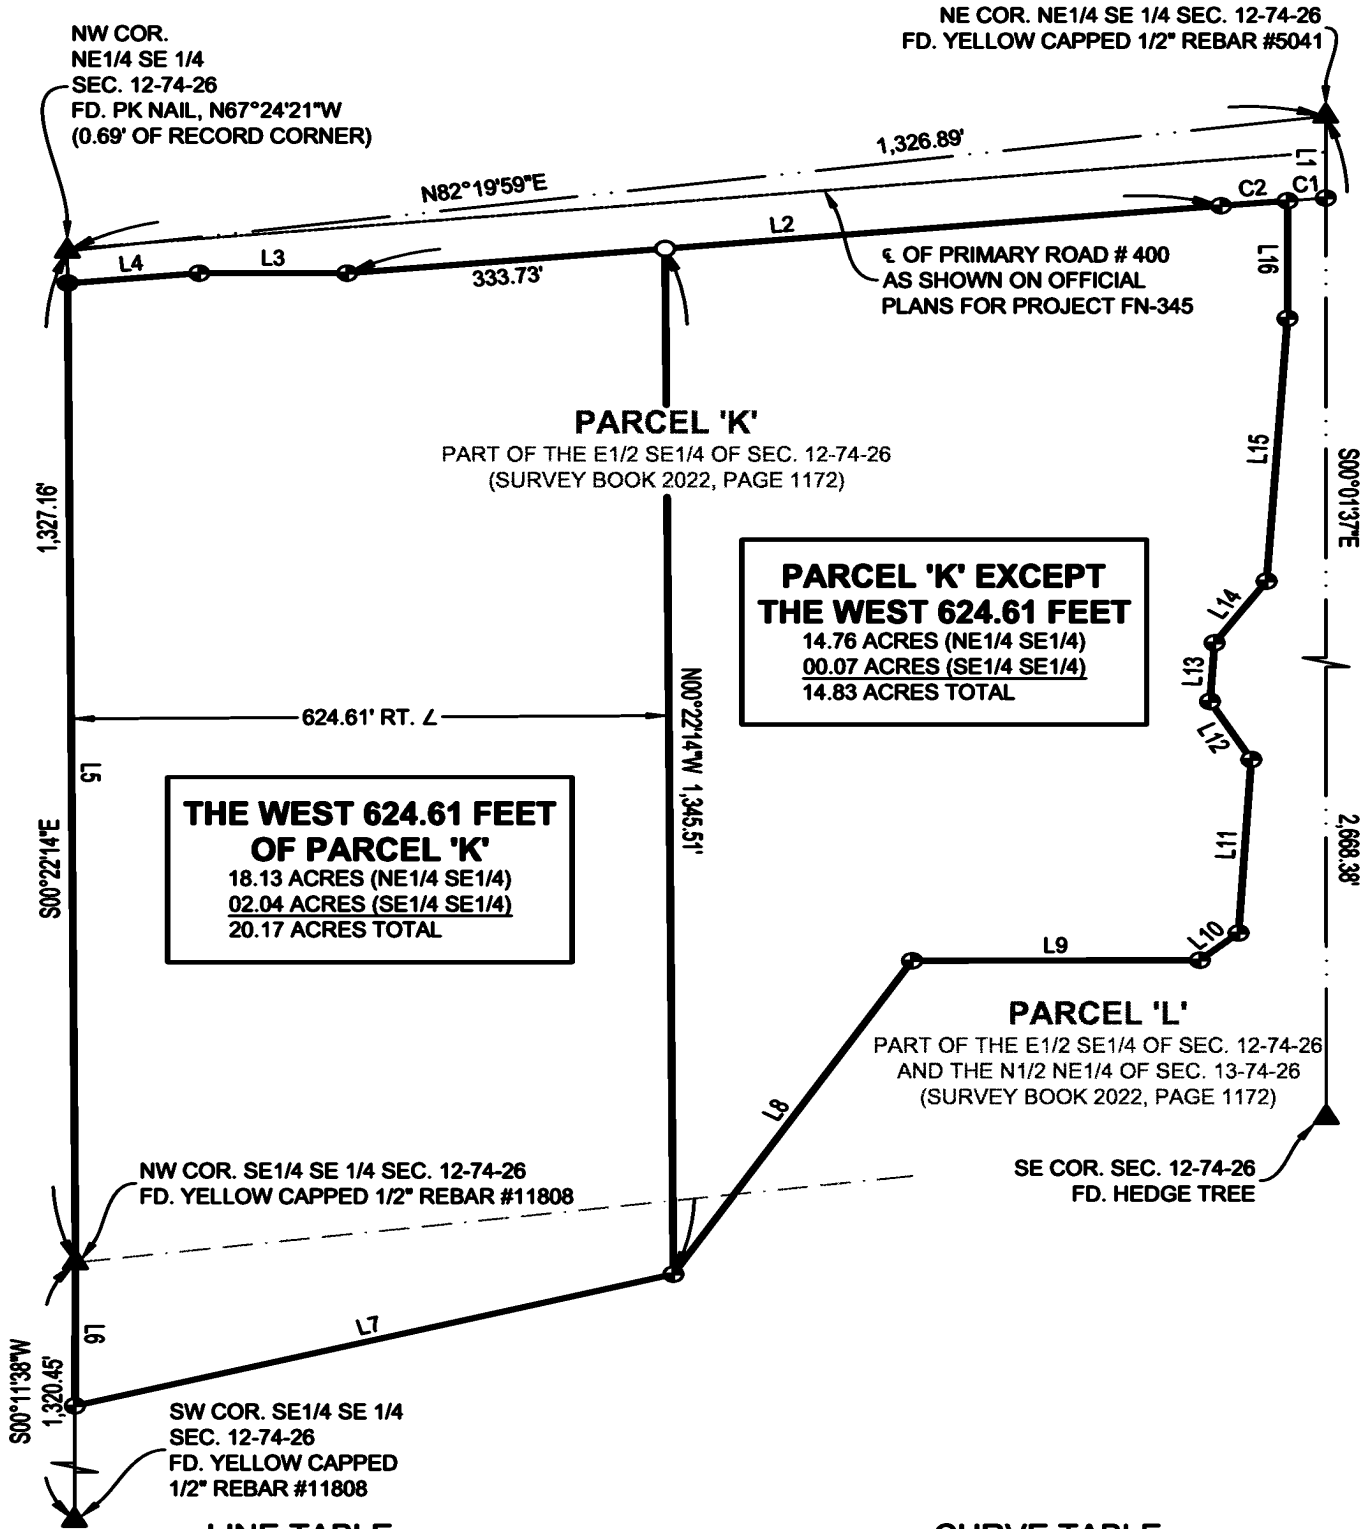 NW COR.
NE1/4 SE 1/4
SEC. 12-74-26
FD. PK NAIL, N67°24'21"W
(0.69' OF RECORD CORNER)
NE COR. NE1/4 SE 1/4 SEC. 12-74-26
FD. YELLOW CAPPED 1/2" REBAR #5041
1,326.89'
N82°19'59"E
L1
C2
C1
L2
L3
L4
333.73'
L16
℄ OF PRIMARY ROAD # 400
AS SHOWN ON OFFICIAL
PLANS FOR PROJECT FN-345
PARCEL 'K'
PART OF THE E1/2 SE1/4 OF SEC. 12-74-26
(SURVEY BOOK 2022, PAGE 1172)
1,327.16'
L15
S00°01'37"E
PARCEL 'K' EXCEPT
THE WEST 624.61 FEET
14.76 ACRES (NE1/4 SE1/4)
00.07 ACRES (SE1/4 SE1/4)
14.83 ACRES TOTAL
L14
L13
L12
624.61' RT. ∠
N00°22'14"W 1,345.51'
L5
THE WEST 624.61 FEET
OF PARCEL 'K'
18.13 ACRES (NE1/4 SE1/4)
02.04 ACRES (SE1/4 SE1/4)
20.17 ACRES TOTAL
S00°22'14"E
L11
2,668.38'
L10
L9
PARCEL 'L'
PART OF THE E1/2 SE1/4 OF SEC. 12-74-26
AND THE N1/2 NE1/4 OF SEC. 13-74-26
(SURVEY BOOK 2022, PAGE 1172)
L8
NW COR. SE1/4 SE 1/4 SEC. 12-74-26
FD. YELLOW CAPPED 1/2" REBAR #11808
SE COR. SEC. 12-74-26
FD. HEDGE TREE
L7
L6
S00°11'38"W
1,320.45'
SW COR. SE1/4 SE 1/4
SEC. 12-74-26
FD. YELLOW CAPPED
1/2" REBAR #11808
LINE TABLE
CURVE TABLE